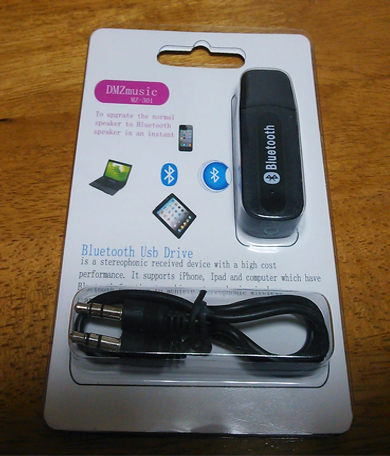 DMZmusic
MZ-301
To upgrate the normal
speaker to Bluetooth
speaker in an instant
Bluetooth
Bluetooth Usb Drive
is a stereophonic received device with a high cost
performance. It supports iPhone, Ipad and computer which have